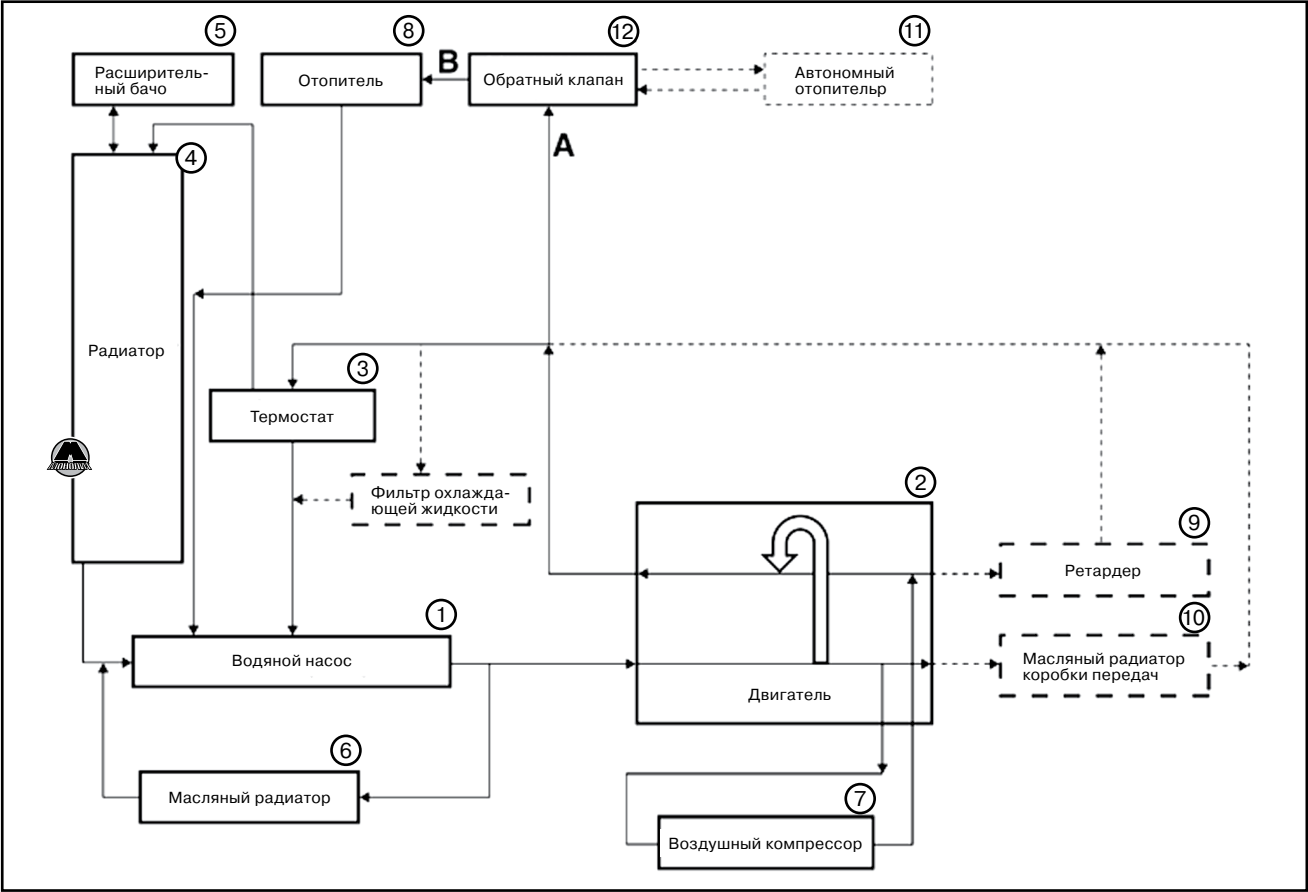 5
8
12
11
Расширитель-
ный бачо
Отопитель
B
Обратный клапан
Автономный
отопительр
A
4
Радиатор
3
Термостат
Фильтр охлажда-
ющей жидкости
2
9
Ретардер
1
10
Водяной насос
Масляный радиатор
коробки передач
Двигатель
6
Масляный радиатор
7
Воздушный компрессор